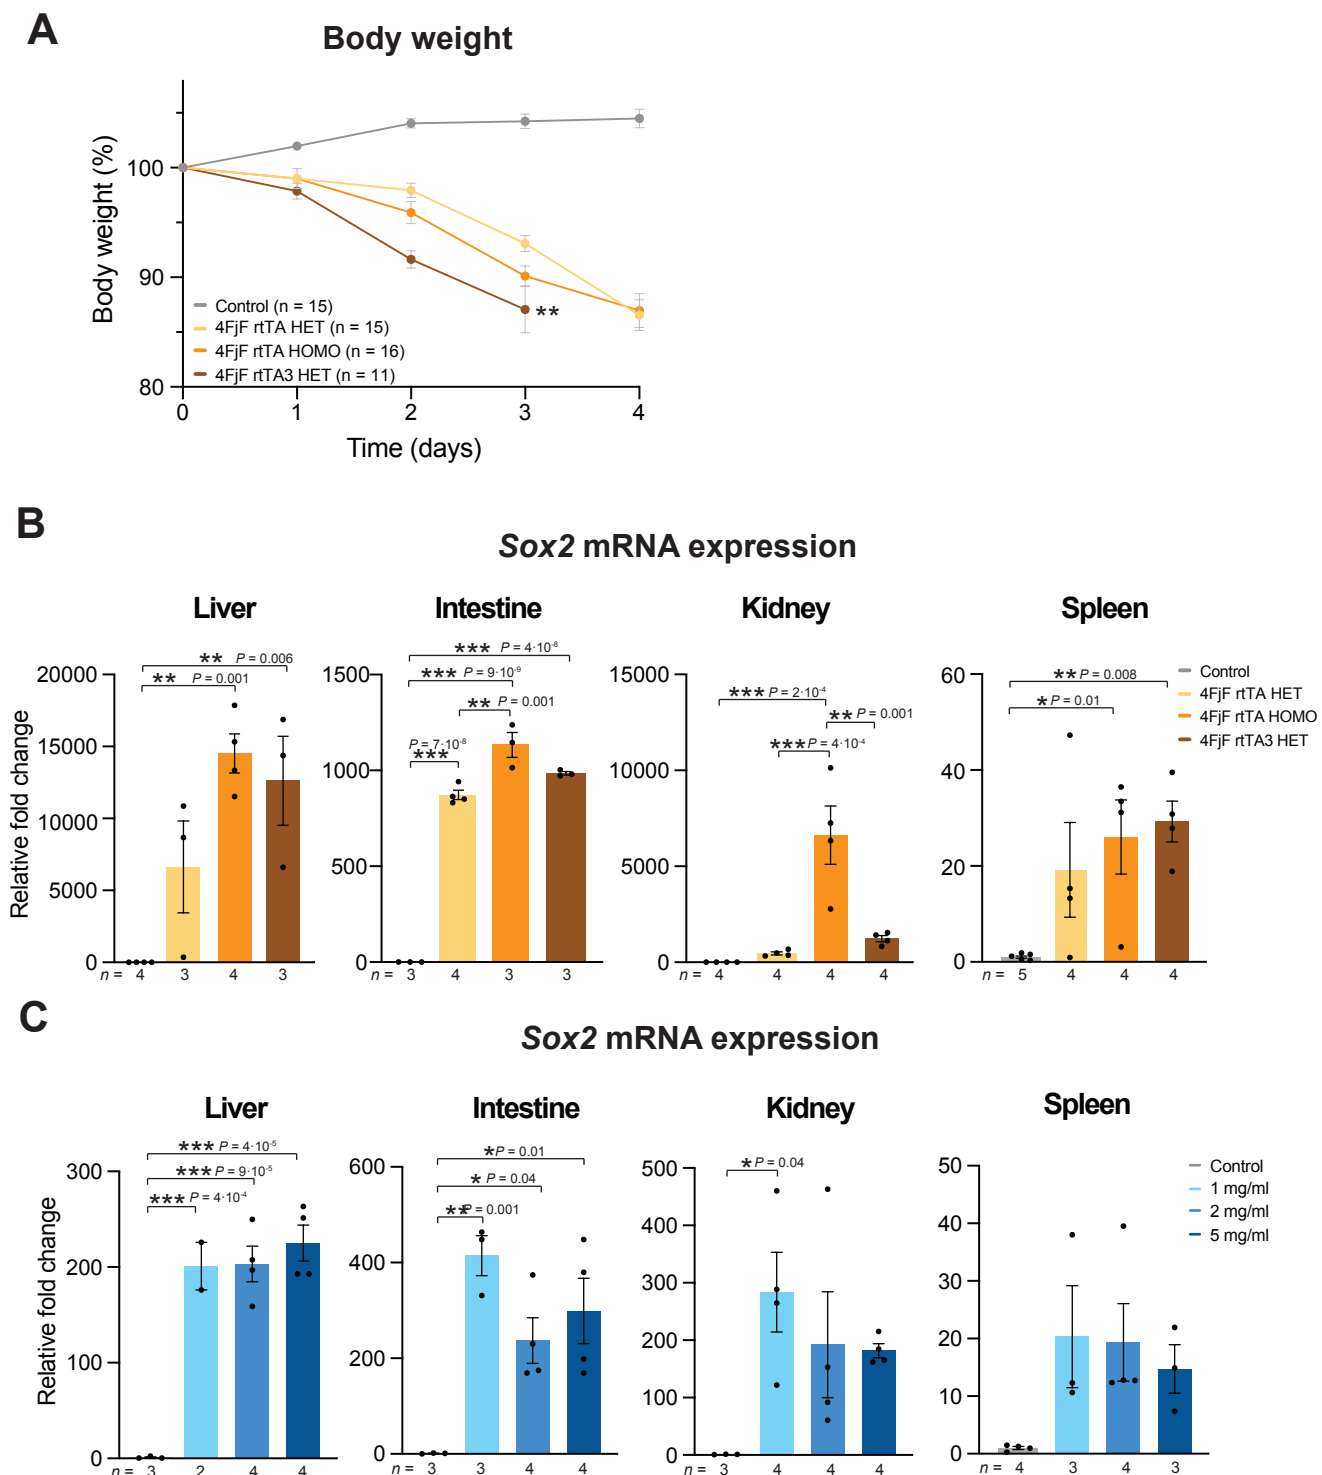 A
Body weight
Body weight (%)
100
90
80
0 1 2 3 4
Time (days)
Control (n = 15)
4FjF rtTA HET (n = 15)
4FjF rtTA HOMO (n = 16)
4FjF rtTA3 HET (n = 11)
**
B
Sox2 mRNA expression
Liver
Relative fold change
20000
15000
10000
5000
0
** P = 0.006
** P = 0.001
n = 4 3 4 3
Intestine
1500
1000
500
0
*** P = 4·10⁻⁸
*** P = 9·10⁻⁹
** P = 0.001
P = 7·10⁻⁸
***
n = 3 4 3 3
Kidney
15000
10000
5000
0
*** P = 2·10⁻⁴
** P = 0.001
*** P = 4·10⁻⁴
n = 4 4 4 4
Spleen
60
40
20
0
** P = 0.008
* P = 0.01
n = 5 4 4 4
Control
4FjF rtTA HET
4FjF rtTA HOMO
4FjF rtTA3 HET
C
Sox2 mRNA expression
Liver
Relative fold change
300
200
100
0
*** P = 4·10⁻⁵
*** P = 9·10⁻⁵
*** P = 4·10⁻⁴
n = 3 2 4 4
Intestine
600
400
200
0
* P = 0.01
* P = 0.04
** P = 0.001
n = 3 3 4 4
Kidney
500
400
300
200
100
0
* P = 0.04
n = 3 4 4 4
Spleen
50
40
30
20
10
0
n = 4 3 4 3
Control
1 mg/ml
2 mg/ml
5 mg/ml